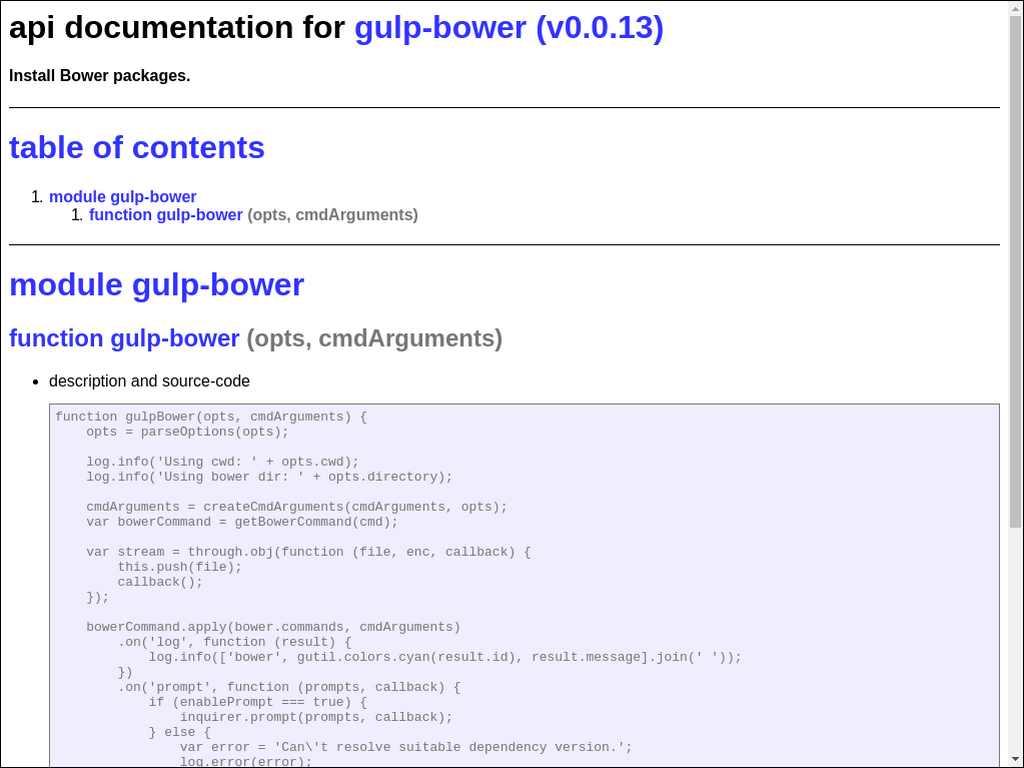 api documentation for gulp-bower (v0.0.13)
Install Bower packages.
table of contents
1. module gulp-bower
1. function gulp-bower (opts, cmdArguments)
module gulp-bower
function gulp-bower (opts, cmdArguments)
• description and source-code
function gulpBower(opts, cmdArguments) {
    opts = parseOptions(opts);
    log.info('Using cwd: ' + opts.cwd);
    log.info('Using bower dir: ' + opts.directory);
    cmdArguments = createCmdArguments(cmdArguments, opts);
    var bowerCommand = getBowerCommand(cmd);
    var stream = through.obj(function (file, enc, callback) {
        this.push(file);
        callback();
    });
    bowerCommand.apply(bower.commands, cmdArguments)
        .on('log', function (result) {
            log.info(['bower', gutil.colors.cyan(result.id), result.message].join(' '));
        })
        .on('prompt', function (prompts, callback) {
            if (enablePrompt === true) {
                inquirer.prompt(prompts, callback);
            } else {
                var error = 'Can\'t resolve suitable dependency version.';
                log.error(error);